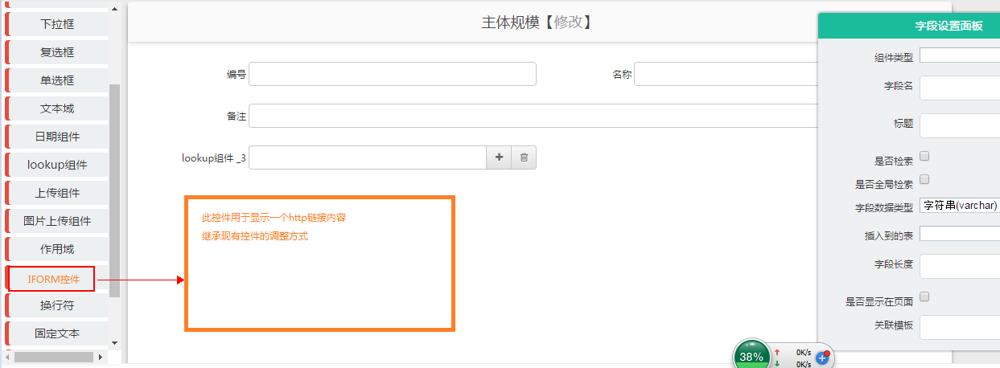 下拉框
复选框
单选框
文本域
日期组件
lookup组件
上传组件
图片上传组件
作用域
IFORM控件
换行符
固定文本
主体规模【修改】
编号
名称
备注
lookup组件 _3
此控件用于显示一个http链接内容
继承现有控件的调整方式
字段设置面板
组件类型
字段名
标题
是否检索
是否全局检索
字段数据类型 字符串(varchar)
插入到的表
字段长度
是否显示在页面
关联模板
38%
0K/s
0K/s